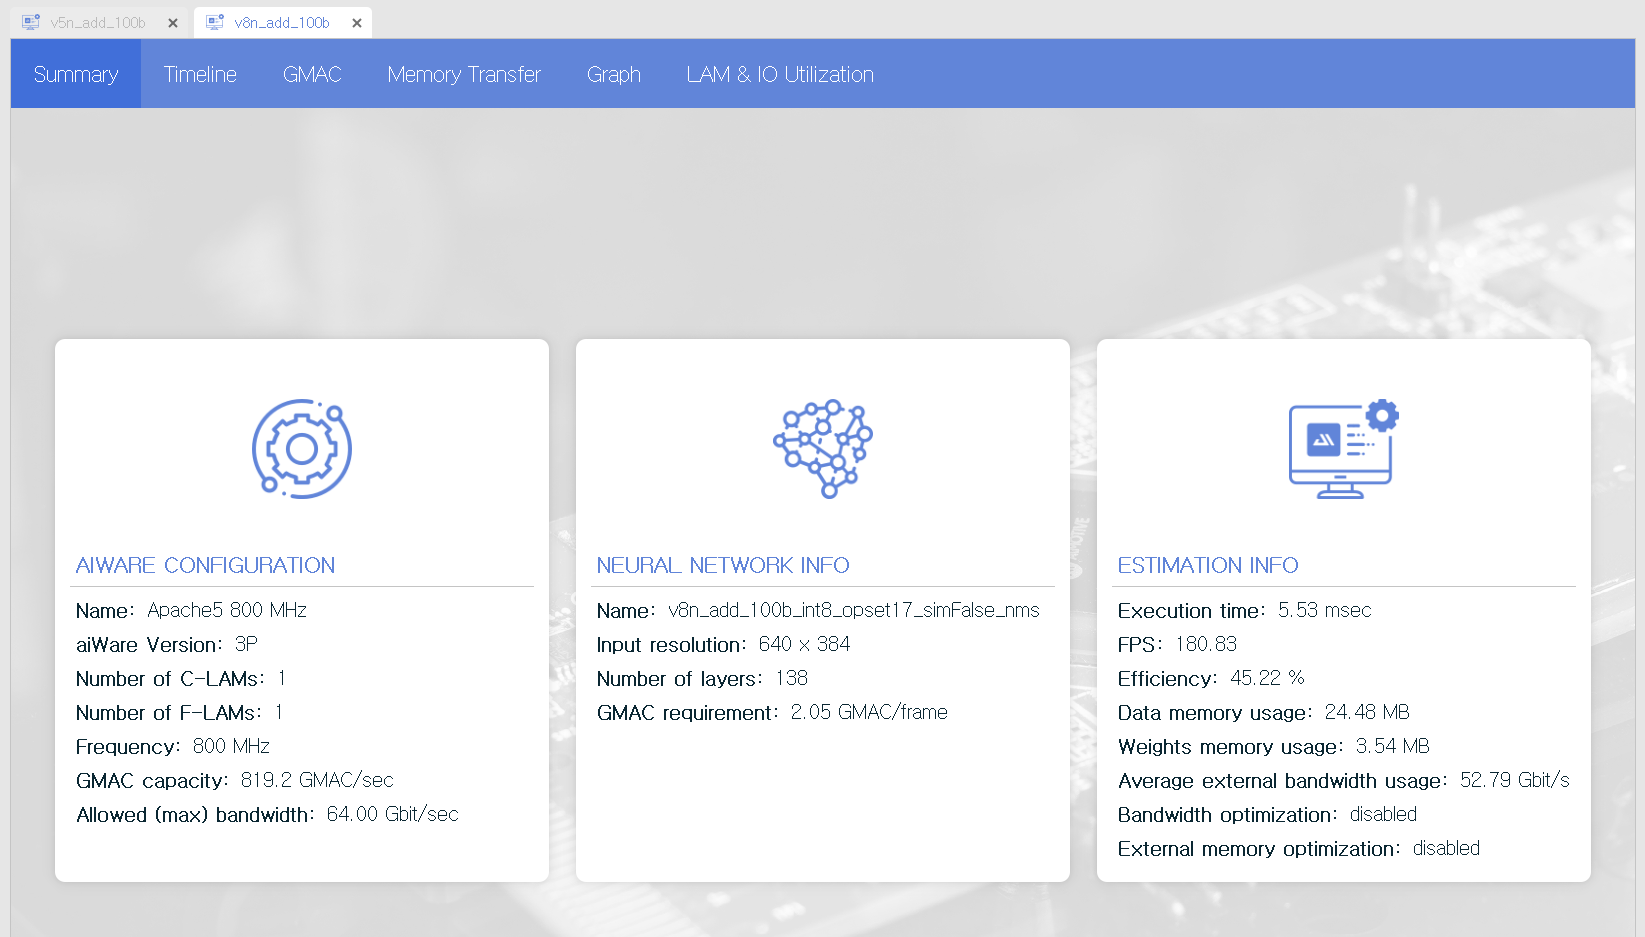 v5n_add_100b
v8n_add_100b
Summary
Timeline
GMAC
Memory Transfer
Graph
LAM & IO Utilization
AIWARE CONFIGURATION
Name: Apache5 800 MHz
aiWare Version: 3P
Number of C-LAMs: 1
Number of F-LAMs: 1
Frequency: 800 MHz
GMAC capacity: 819.2 GMAC/sec
Allowed (max) bandwidth: 64.00 Gbit/sec
NEURAL NETWORK INFO
Name: v8n_add_100b_int8_opset17_simFalse_nms
Input resolution: 640 x 384
Number of layers: 138
GMAC requirement: 2.05 GMAC/frame
ESTIMATION INFO
Execution time: 5.53 msec
FPS: 180.83
Efficiency: 45.22 %
Data memory usage: 24.48 MB
Weights memory usage: 3.54 MB
Average external bandwidth usage: 52.79 Gbit/s
Bandwidth optimization: disabled
External memory optimization: disabled